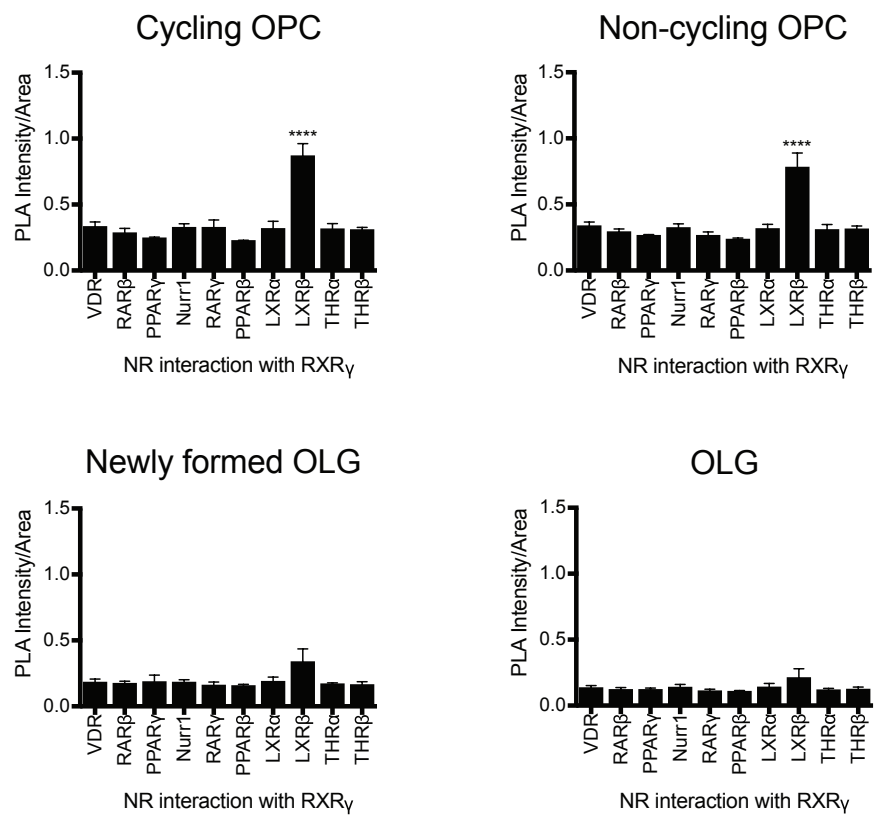 Cycling OPC
PLA Intensity/Area
1.5
1.0
0.5
0.0
****
VDR
RARβ
PPARγ
Nurr1
RARγ
PPARβ
LXRα
LXRβ
THRα
THRβ
NR interaction with RXRγ
Non-cycling OPC
PLA Intensity/Area
1.5
1.0
0.5
0.0
****
VDR
RARβ
PPARγ
Nurr1
RARγ
PPARβ
LXRα
LXRβ
THRα
THRβ
NR interaction with RXRγ
Newly formed OLG
PLA Intensity/Area
1.5
1.0
0.5
0.0
VDR
RARβ
PPARγ
Nurr1
RARγ
PPARβ
LXRα
LXRβ
THRα
THRβ
NR interaction with RXRγ
OLG
PLA Intensity/Area
1.5
1.0
0.5
0.0
VDR
RARβ
PPARγ
Nurr1
RARγ
PPARβ
LXRα
LXRβ
THRα
THRβ
NR interaction with RXRγ